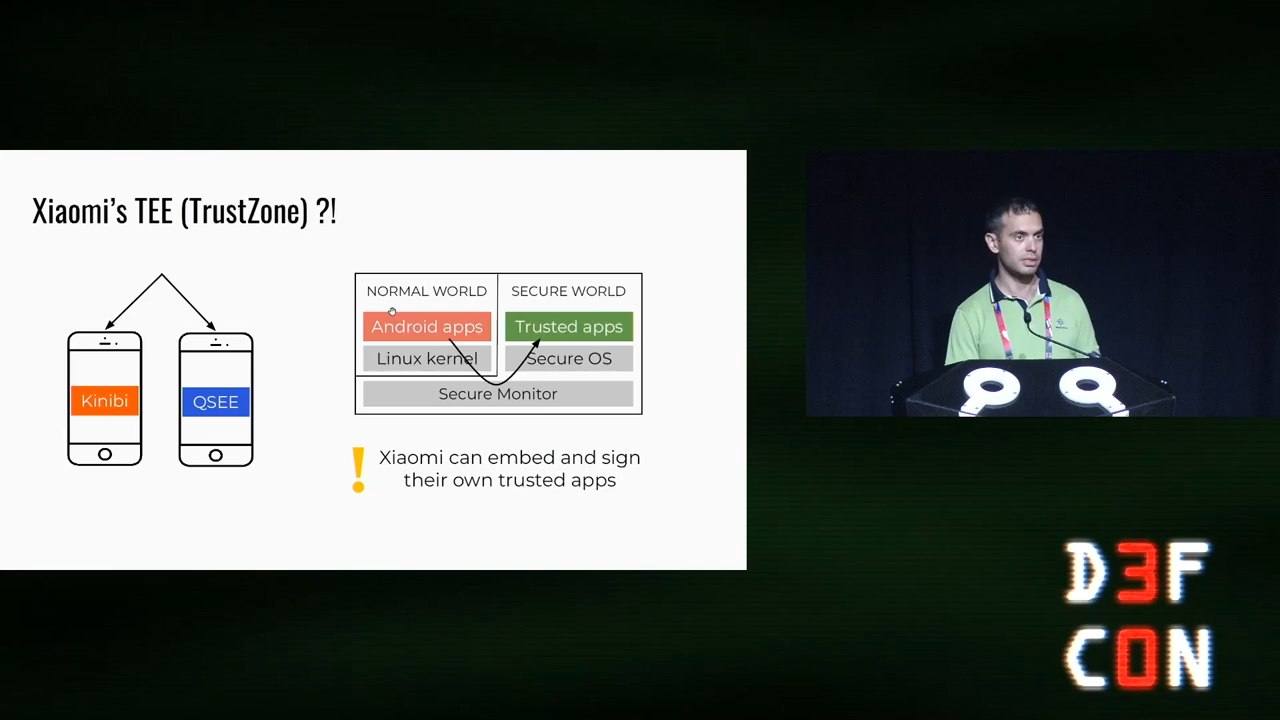 Xiaomi's TEE (TrustZone) ?!
Kinibi
QSEE
NORMAL WORLD
SECURE WORLD
Android apps
Trusted apps
Linux kernel
Secure OS
Secure Monitor
! Xiaomi can embed and sign
their own trusted apps
D3F
C0N